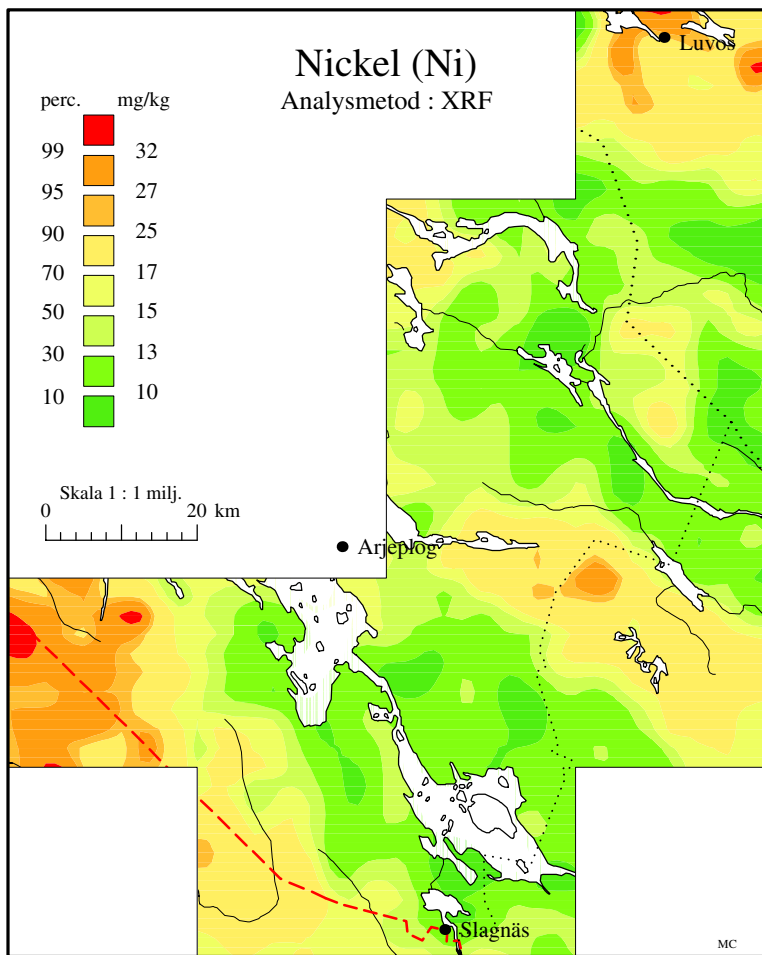 Luvos
Nickel (Ni)
Analysmetod : XRF
perc. mg/kg
99 32
95 27
90 25
70 17
50 15
30 13
10 10
Skala 1 : 1 milj.
0 20 km
Arjeplog
Slagnäs
MC